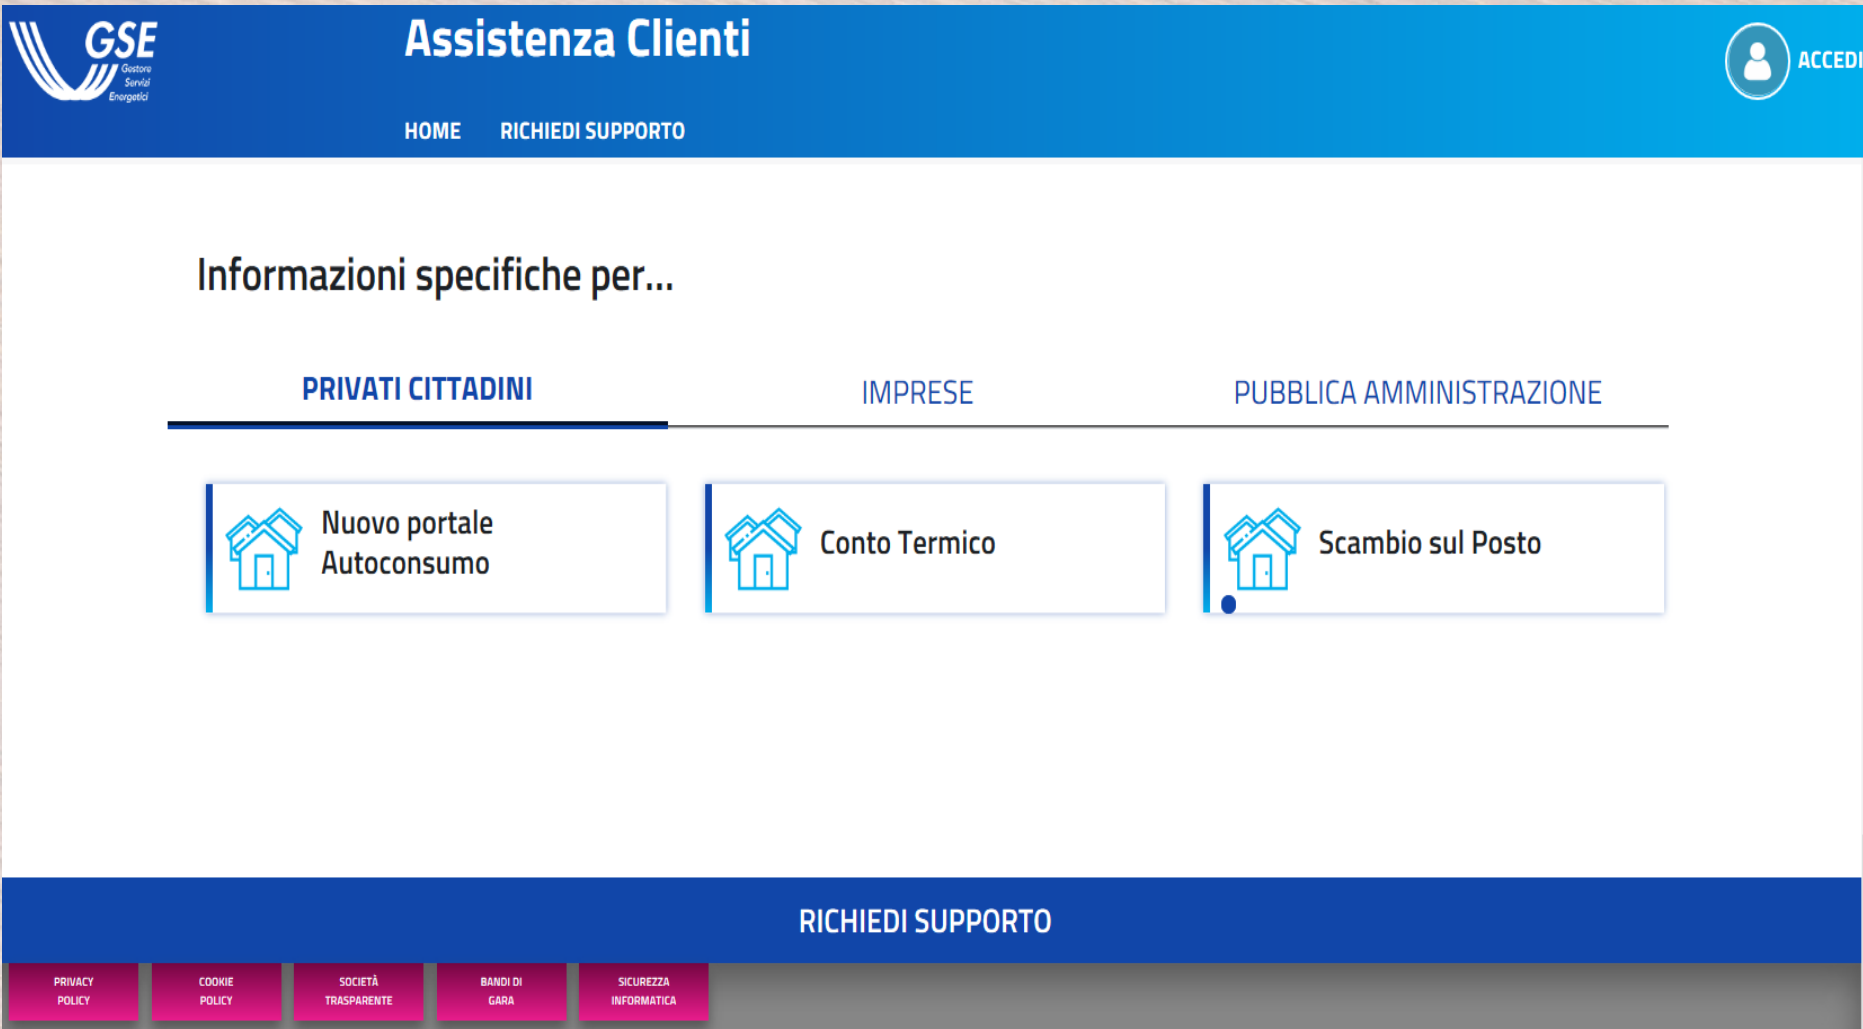 GSE
Gestore
Servizi
Energetici
Assistenza Clienti
ACCEDI
HOME RICHIEDI SUPPORTO
Informazioni specifiche per...
PRIVATI CITTADINI IMPRESE PUBBLICA AMMINISTRAZIONE
Nuovo portale
Autoconsumo
Conto Termico
Scambio sul Posto
RICHIEDI SUPPORTO
PRIVACY
POLICY
COOKIE
POLICY
SOCIETÀ
TRASPARENTE
BANDI DI
GARA
SICUREZZA
INFORMATICA